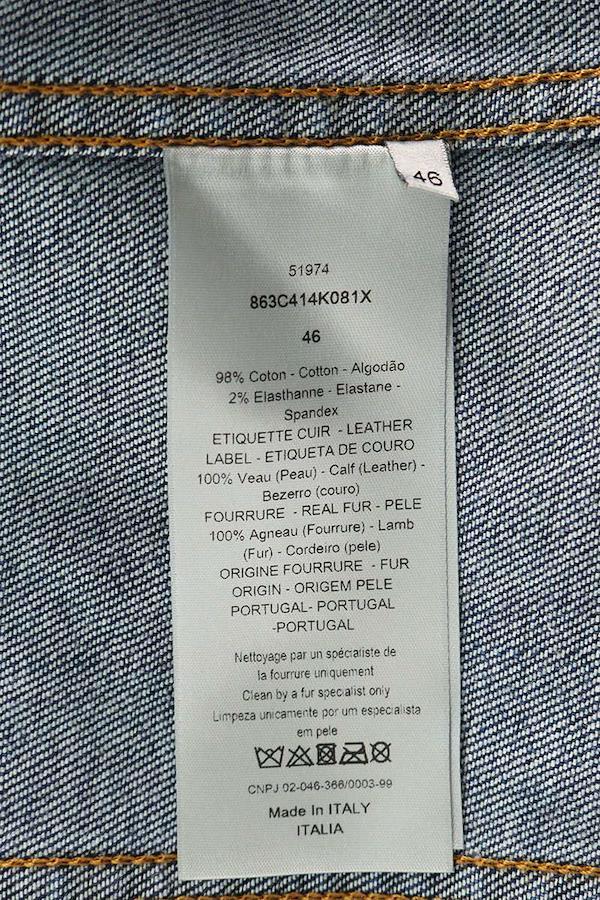 46
51974
863C414K081X
46
98% Coton - Cotton - Algodão
2% Elasthanne - Elastane -
Spandex
ETIQUETTE CUIR - LEATHER
LABEL - ETIQUETA DE COURO
100% Veau (Peau) - Calf (Leather) -
Bezerro (couro)
FOURRURE - REAL FUR - PELE
100% Agneau (Fourrure) - Lamb
(Fur) - Cordeiro (pele)
ORIGINE FOURRURE - FUR
ORIGIN - ORIGEM PELE
PORTUGAL- PORTUGAL
-PORTUGAL
Nettoyage par un spécialiste de
la fourrure uniquement
Clean by a fur specialist only
Limpeza unicamente por um especialista
em pele
CNPJ 02-046-366/0003-99
Made In ITALY
ITALIA